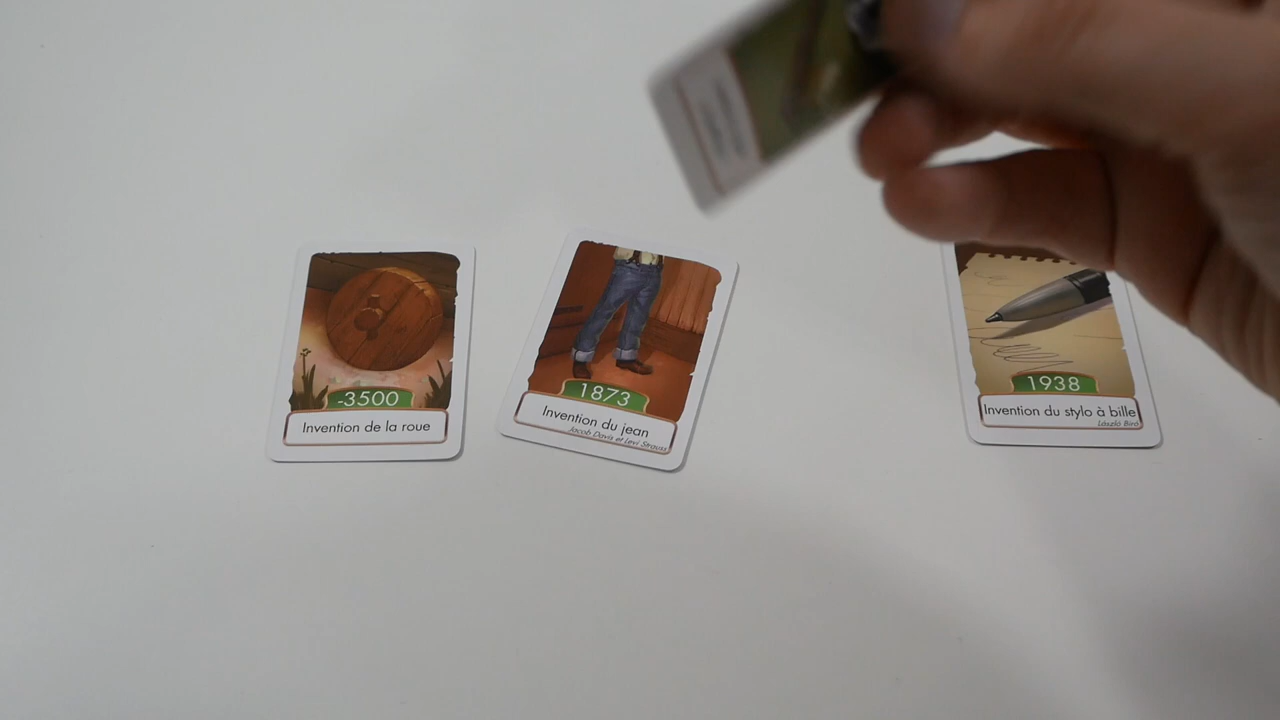 -3500
Invention de la roue
1873
Invention du jean
Jacob Davis et Levi Strauss
1938
Invention du stylo à bille
László Bíró